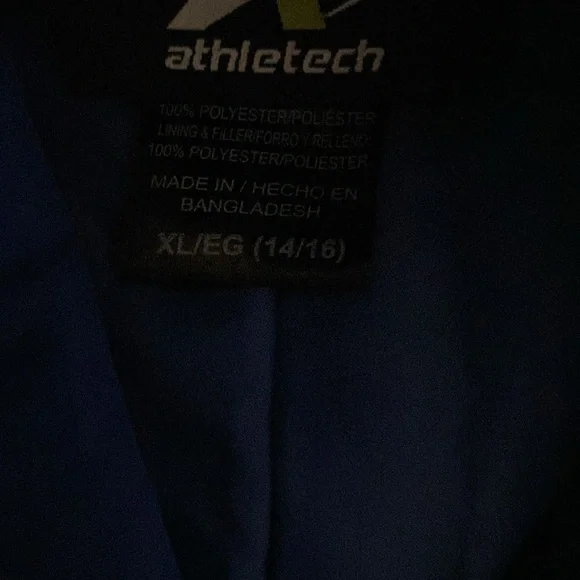 athletech
100% POLYESTER/POLIESTER
LINING & FILLER/FORRO Y RELLENO:
100% POLYESTER/POLIESTER
MADE IN / HECHO EN
BANGLADESH
XL/EG (14/16)